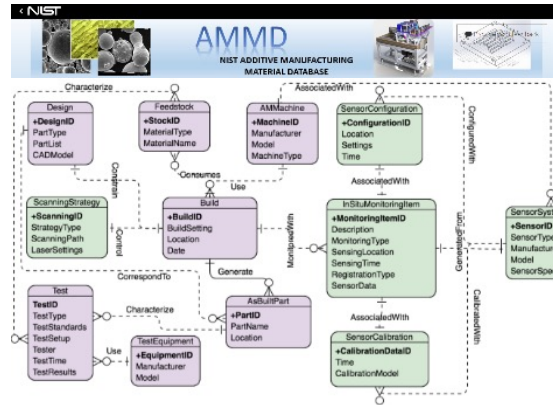 < NIST
AMMD
NIST ADDITIVE MANUFACTURING
MATERIAL DATABASE
Characterize
AssociatedWith
Design
+DesignID
PartType
PartList
CADModel
Feedstock
+StockID
MaterialType
MaterialName
AMMachine
+MachineID
Manufacturer
Model
MachineType
SensorConfiguration
+ConfigurationID
Location
Settings
Time
ConfiguredWith
Constrain
Consumes
Use
AssociatedWith
ScanningStrategy
+ScanningID
StrategyType
ScanningPath
LaserSettings
Control
Build
+BuildID
BuildSetting
Location
Date
MonitoredWith
InSituMonitoringItem
+MonitoringItemID
Description
MonitoringType
SensingLocation
SensingTime
RegistrationType
SensorData
GeneratedFrom
SensorSyst
+SensorID
SensorType
Manufactur
Model
SensorSpec
CorrespondTo
Generate
AssociatedWith
CalibratedWith
Test
TestID
TestType
TestStandards
TestSetup
Tester
TestTime
TestResults
Characterize
Use
AsBuiltPart
+PartID
PartName
Location
TestEquipment
+EquipmentID
Manufacturer
Model
SensorCalibration
+CalibrationDataID
Time
CalibrationModel